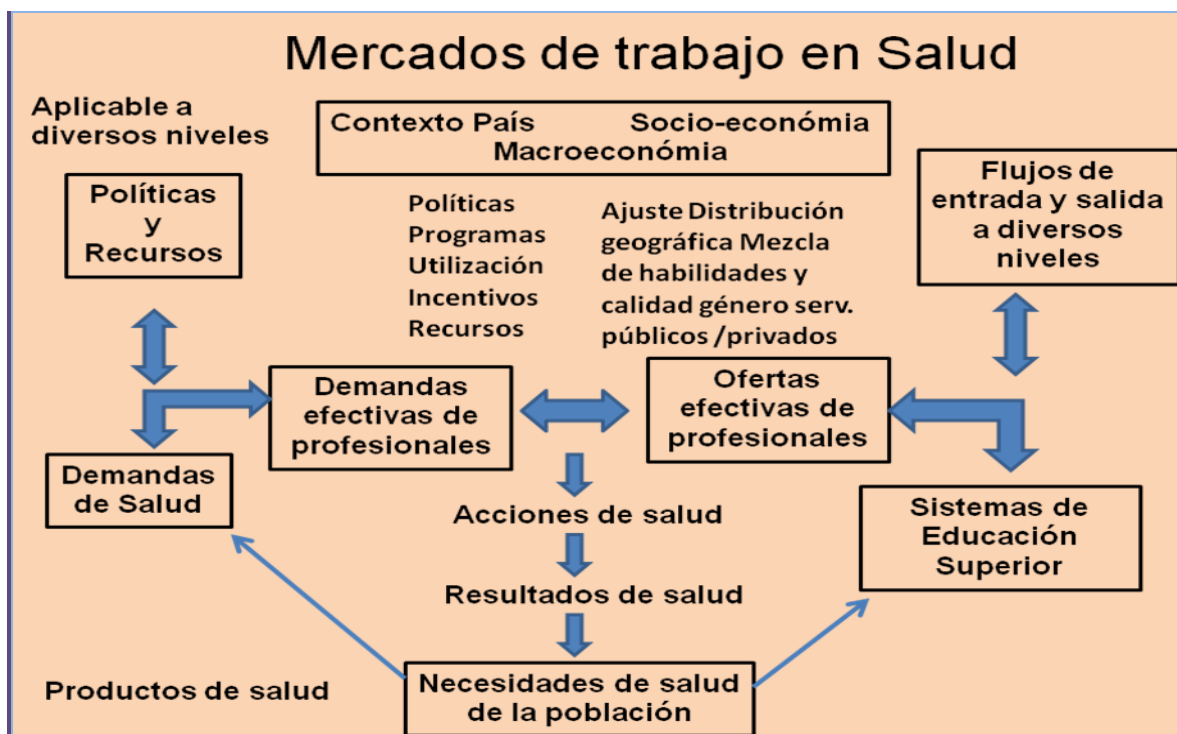 Mercados de trabajo en Salud
Aplicable a
diversos niveles
Contexto País Socio-económia
Macroeconómia
Políticas
y
Recursos
Políticas
Programas
Utilización
Incentivos
Recursos
Ajuste Distribución
geográfica Mezcla
de habilidades y
calidad género serv.
públicos /privados
Flujos de
entrada y salida
a diversos
niveles
Demandas
efectivas de
profesionales
Ofertas
efectivas de
profesionales
Demandas
de Salud
Acciones de salud
Sistemas de
Educación
Superior
Resultados de salud
Productos de salud
Necesidades de salud
de la población